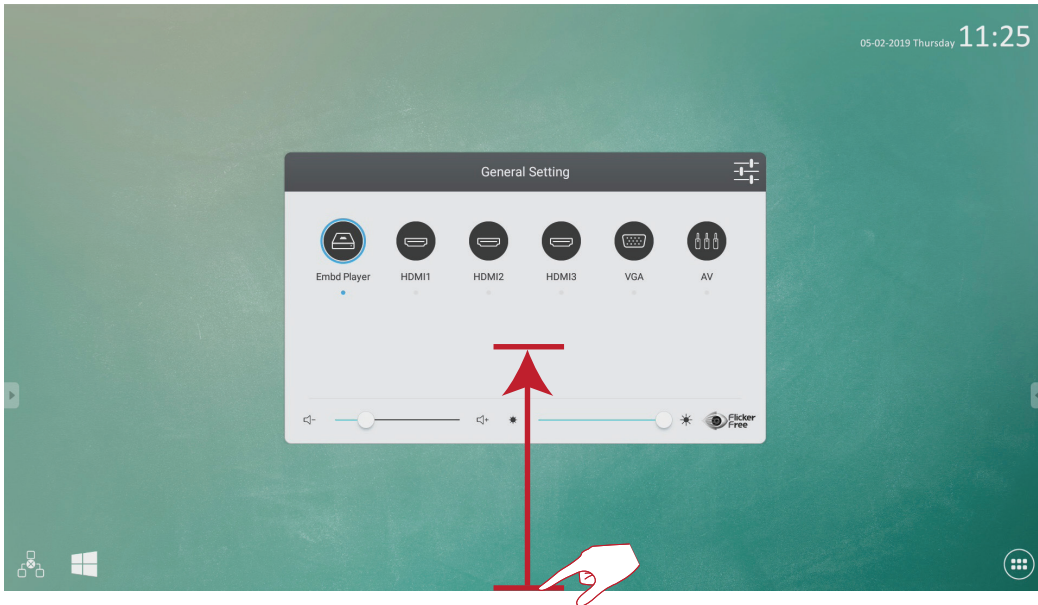 05-02-2019 Thursday 11:25
General Setting
Embd Player HDMI1 HDMI2 HDMI3 VGA AV
Flicker
Free